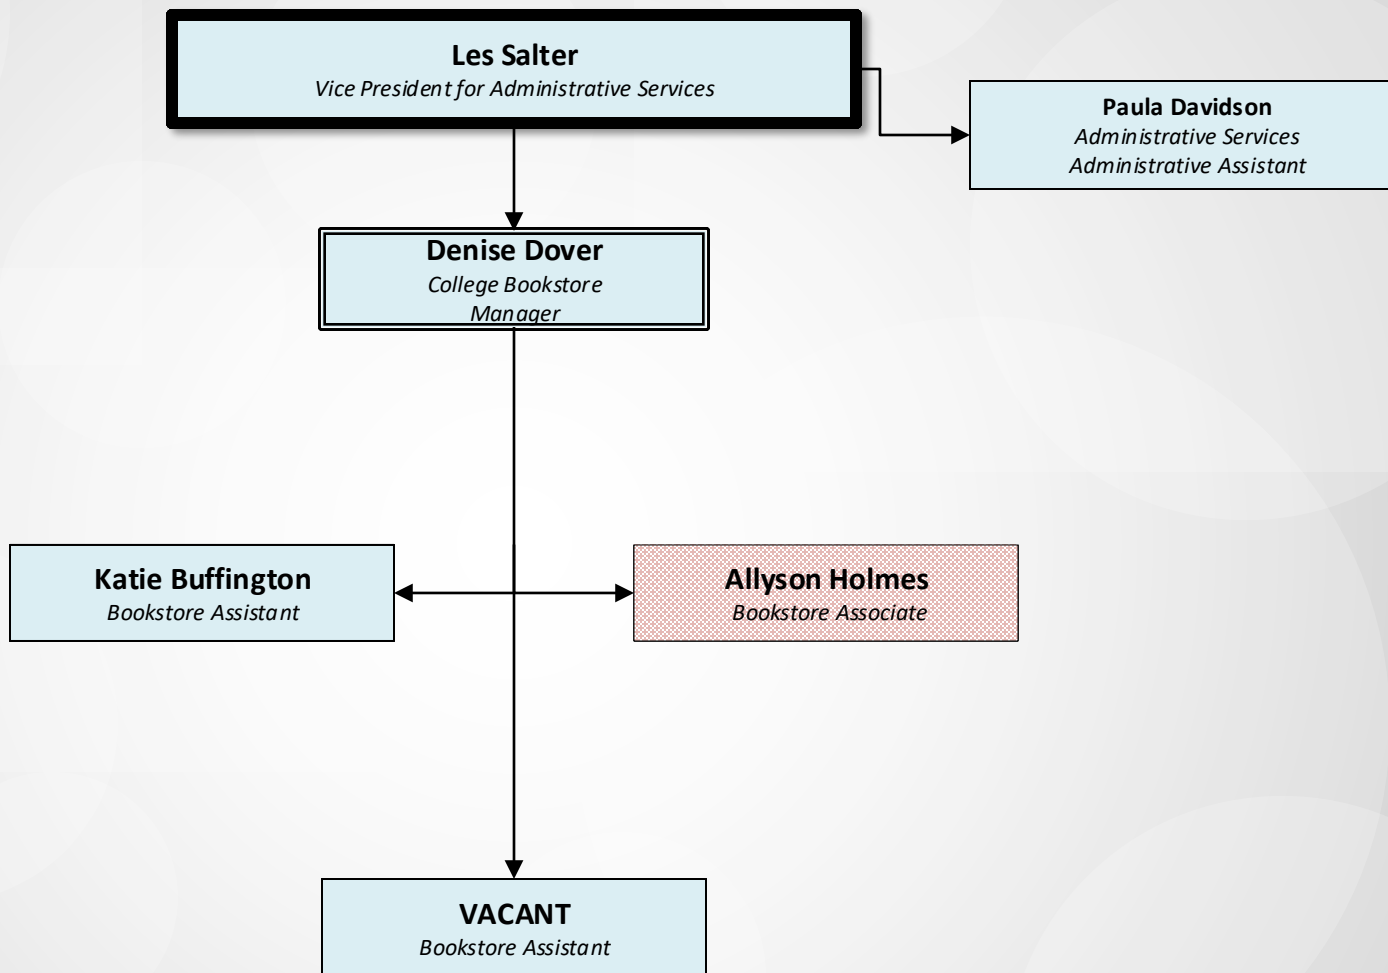 Les Salter
Vice President for Administrative Services
Paula Davidson
Administrative Services
Administrative Assistant
Denise Dover
College Bookstore
Manager
Katie Buffington
Bookstore Assistant
Allyson Holmes
Bookstore Associate
VACANT
Bookstore Assistant